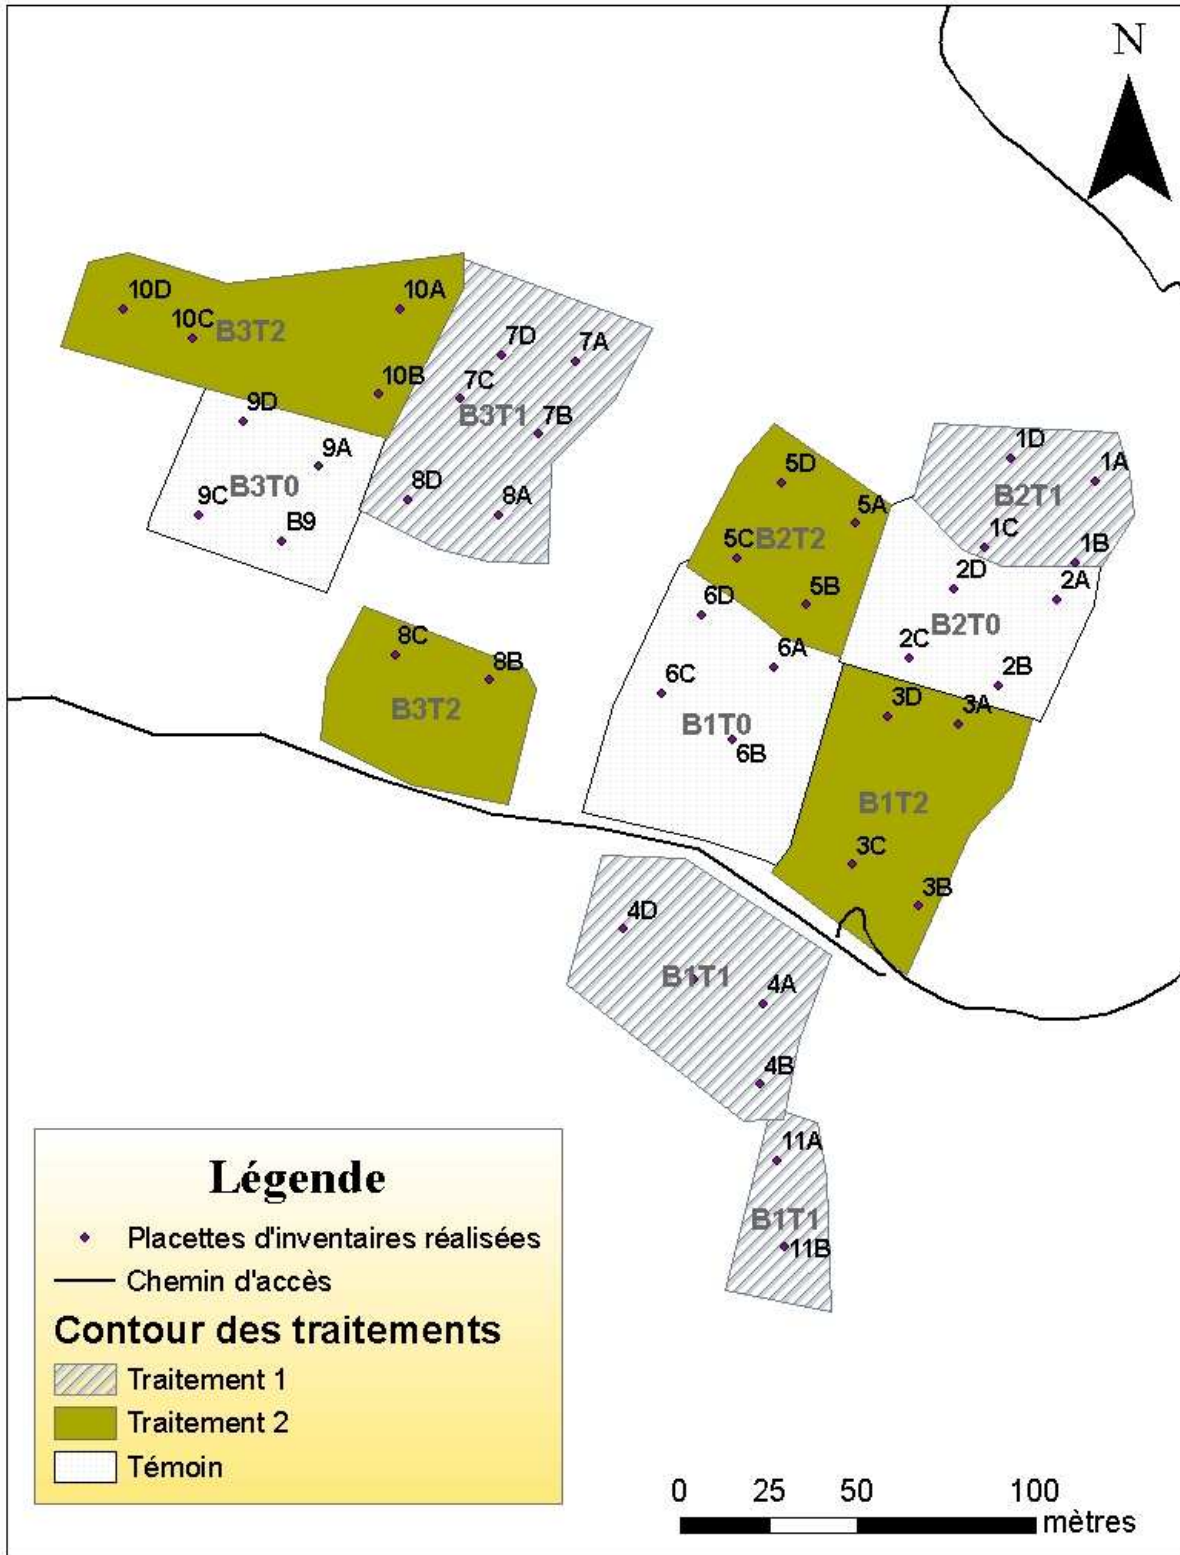 N
10D
10A
10C
B3T2
7D
7A
10B
7C
9D
B3T1
7B
9A
B3T0
8D
9C
8A
B9
1D
5D
1A
B2T1
5A
5C
B2T2
1C
1B
2D
2A
5B
6D
B2T0
2C
8C
6A
8B
2B
6C
B3T2
3D
3A
B1T0
6B
B1T2
3C
3B
4D
B1T1
4A
4B
11A
B1T1
11B
Légende
Placettes d'inventaires réalisées
Chemin d'accès
Contour des traitements
Traitement 1
Traitement 2
Témoin
0 25 50 100
mètres